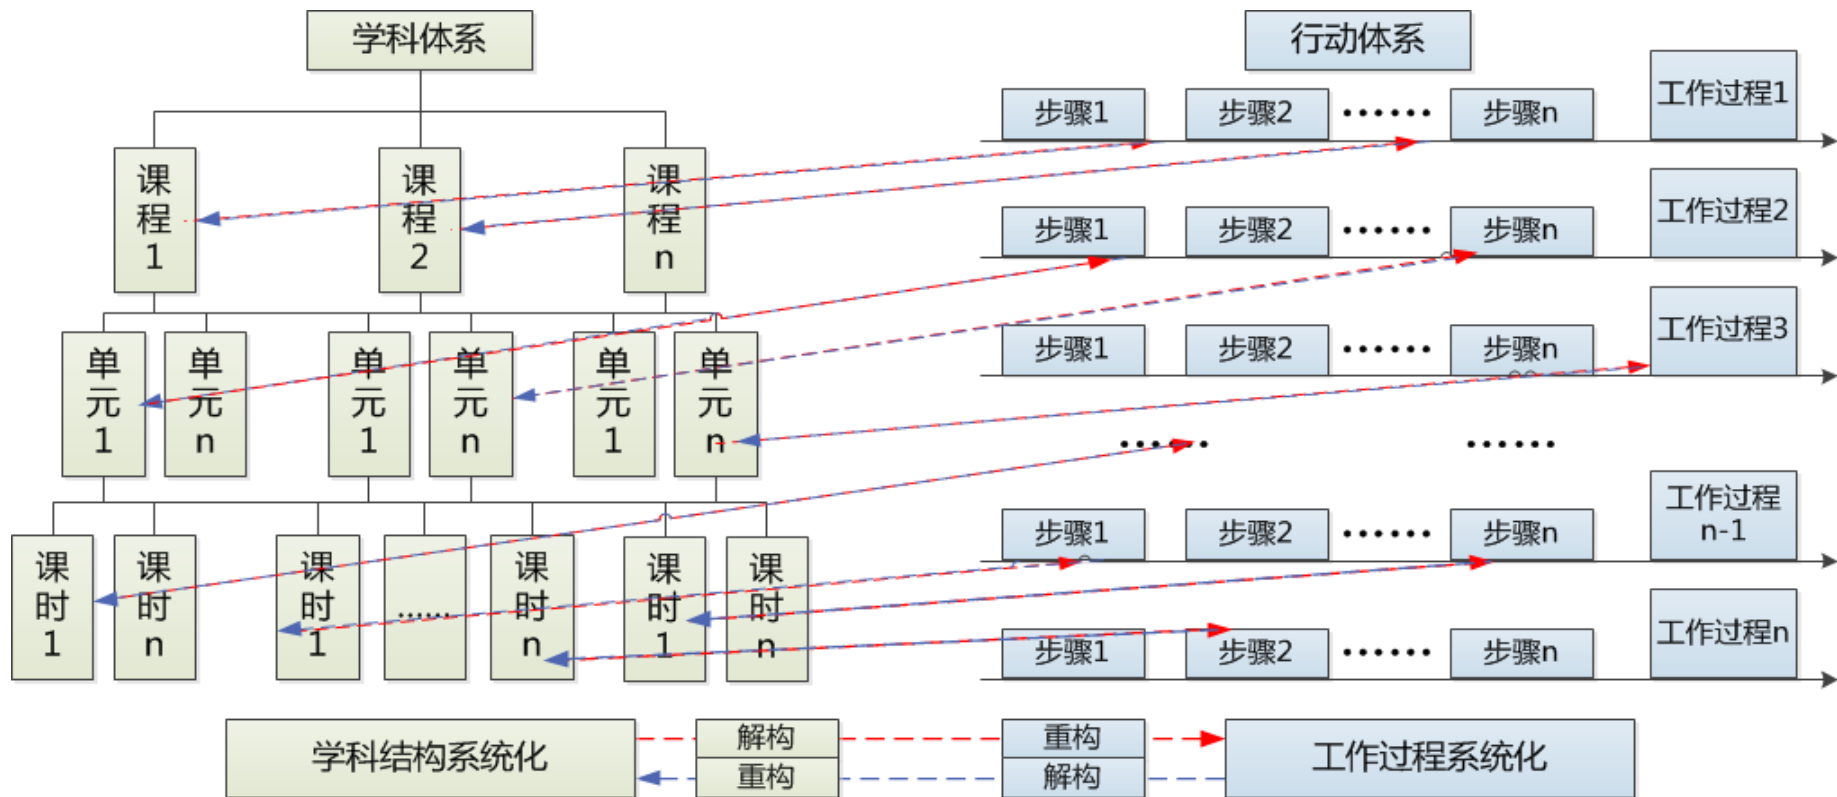 学科体系
行动体系
步骤1 步骤2 …… 步骤n 工作过程1
课程1 课程2 课程n
步骤1 步骤2 …… 步骤n 工作过程2
步骤1 步骤2 …… 步骤n 工作过程3
单元1 单元n 单元1 单元n 单元1 单元n
…… ……
步骤1 步骤2 …… 步骤n 工作过程
n-1
课时1 课时n 课时1 …… 课时n 课时1 课时n
步骤1 步骤2 …… 步骤n 工作过程n
学科结构系统化 解构 重构 工作过程系统化
重构 解构